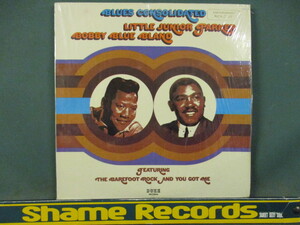 BLUES CONSOLIDATED
LITTLE JUNIOR PARKER
BOBBY BLUE BLAND
FEATURING
THE BAREFOOT ROCK AND YOU GOT ME
Shame Records